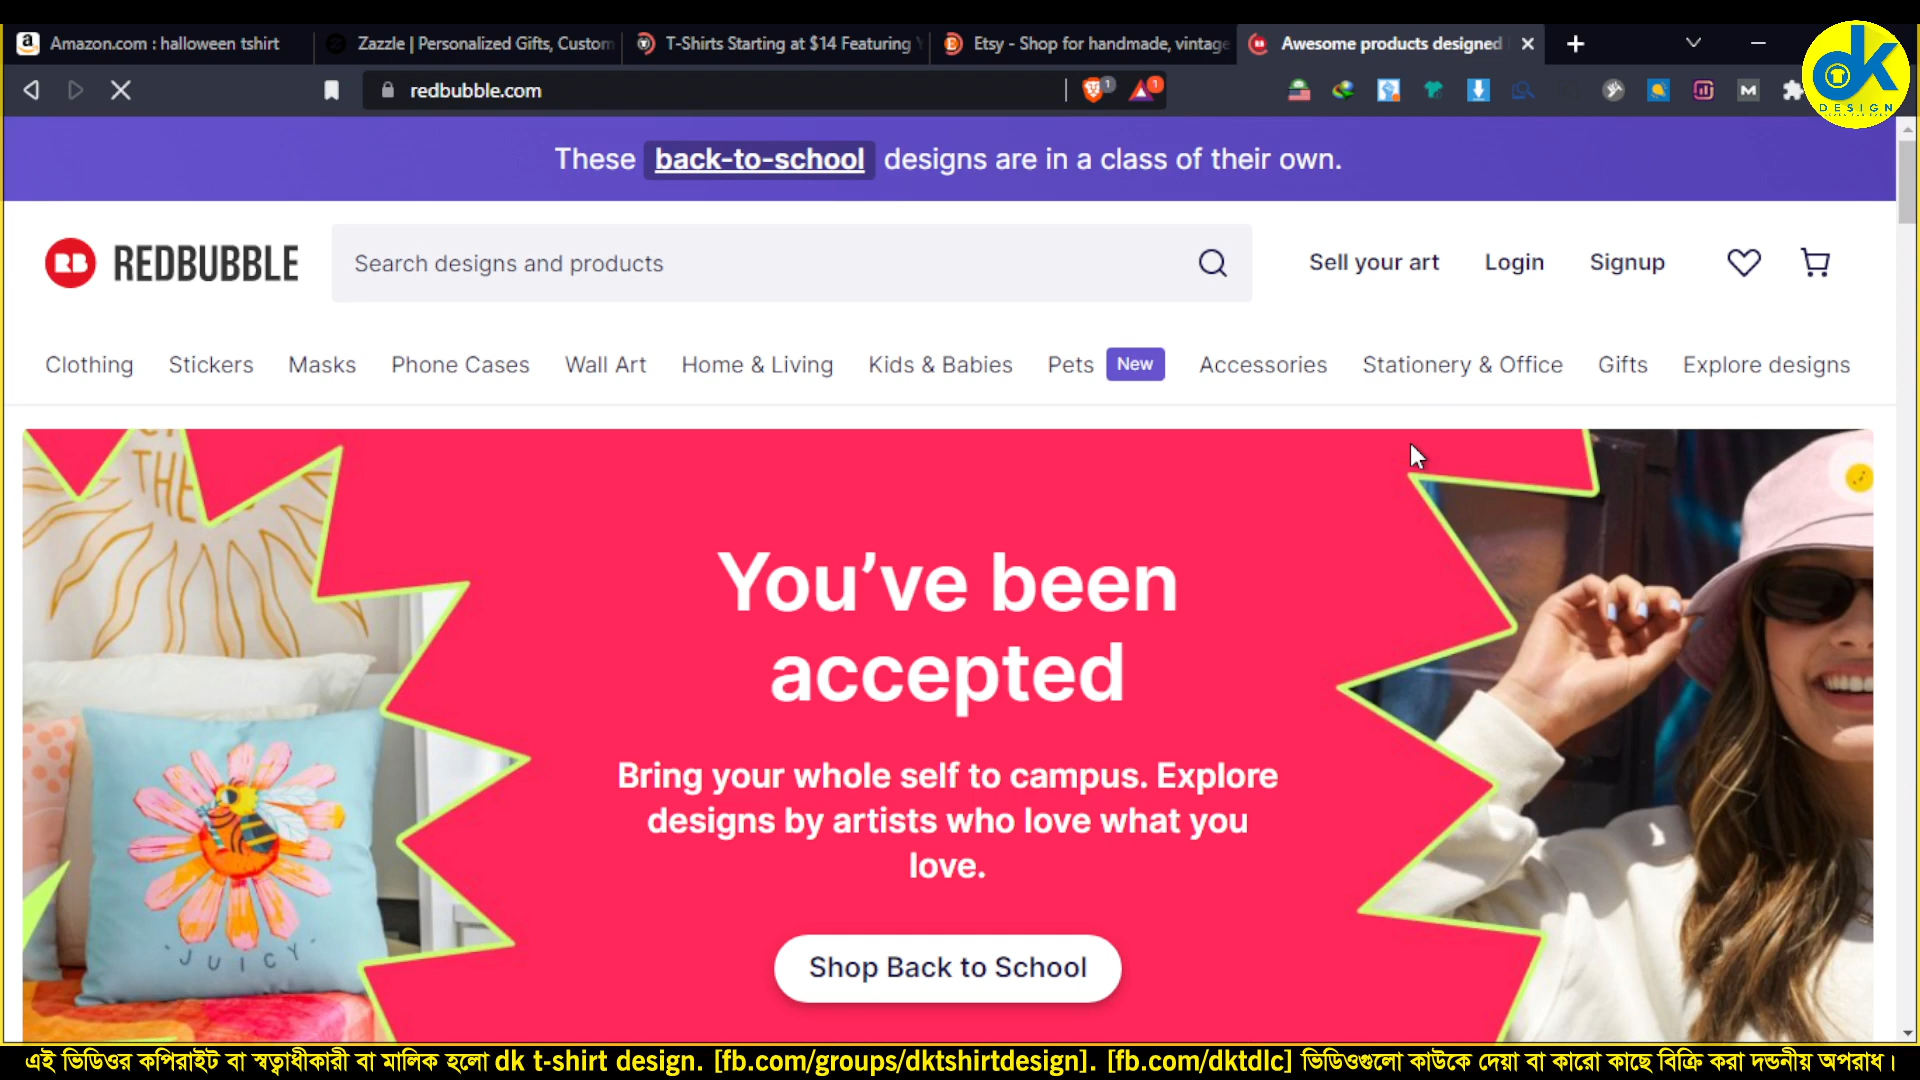 Amazon.com : halloween tshirt
Zazzle | Personalized Gifts, Custom
T-Shirts Starting at $14 Featuring
Etsy - Shop for handmade, vintage
Awesome products designed
redbubble.com
DESIGN
These back-to-school designs are in a class of their own.
RB REDBUBBLE
Search designs and products
Sell your art
Login
Signup
Clothing
Stickers
Masks
Phone Cases
Wall Art
Home & Living
Kids & Babies
Pets New
Accessories
Stationery & Office
Gifts
Explore designs
THE
You’ve been
accepted
Bring your whole self to campus. Explore
designs by artists who love what you
love.
Shop Back to School
'JUICY'
এই ভিডিওর কপিরাইট বা স্বত্বাধীকারী বা মালিক হলো dk t-shirt design. [fb.com/groups/dktshirtdesign]. [fb.com/dktdlc] ভিডিওগুলো কাউকে দেয়া বা কারো কাছে বিক্রি করা দন্ডনীয় অপরাধ।